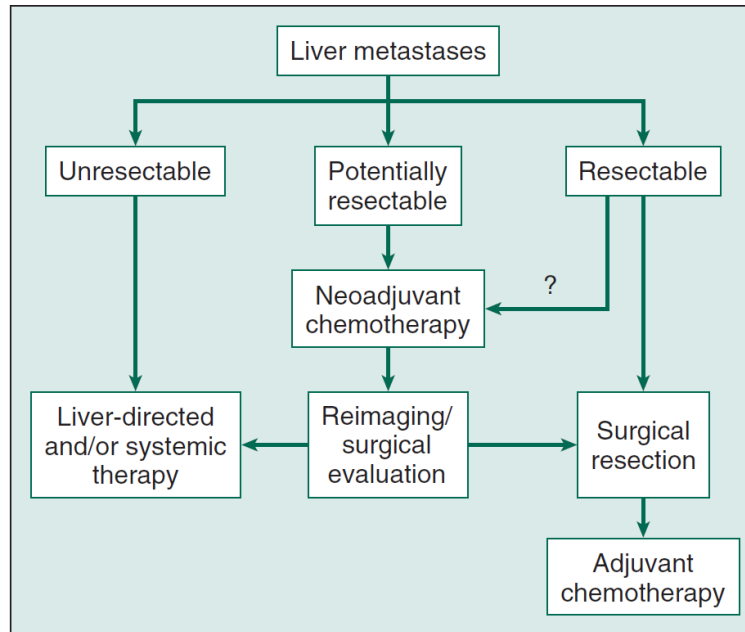 Liver metastases
Unresectable
Potentially
resectable
Resectable
Neoadjuvant
chemotherapy
?
Liver-directed
and/or systemic
therapy
Reimaging/
surgical
evaluation
Surgical
resection
Adjuvant
chemotherapy